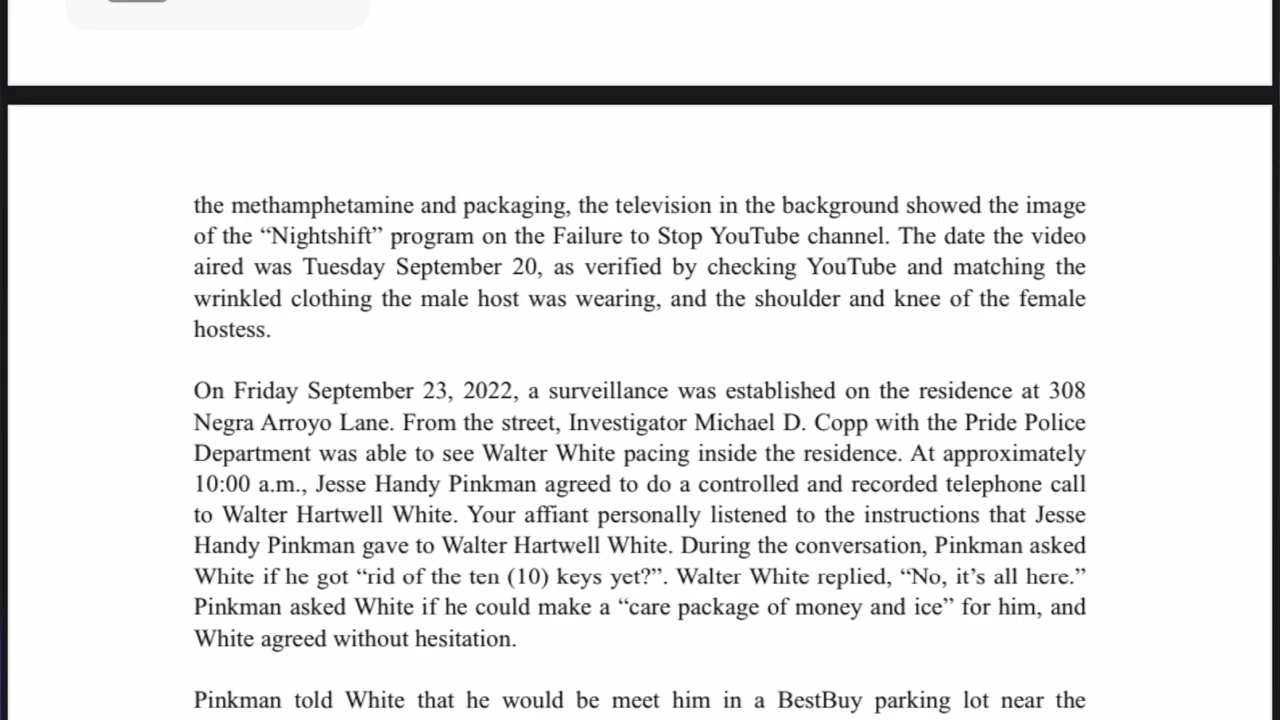 the methamphetamine and packaging, the television in the background showed the image
of the “Nightshift” program on the Failure to Stop YouTube channel. The date the video
aired was Tuesday September 20, as verified by checking YouTube and matching the
wrinkled clothing the male host was wearing, and the shoulder and knee of the female
hostess.
On Friday September 23, 2022, a surveillance was established on the residence at 308
Negra Arroyo Lane. From the street, Investigator Michael D. Copp with the Pride Police
Department was able to see Walter White pacing inside the residence. At approximately
10:00 a.m., Jesse Handy Pinkman agreed to do a controlled and recorded telephone call
to Walter Hartwell White. Your affiant personally listened to the instructions that Jesse
Handy Pinkman gave to Walter Hartwell White. During the conversation, Pinkman asked
White if he got “rid of the ten (10) keys yet?”. Walter White replied, “No, it’s all here.”
Pinkman asked White if he could make a “care package of money and ice” for him, and
White agreed without hesitation.
Pinkman told White that he would be meet him in a BestBuy parking lot near the